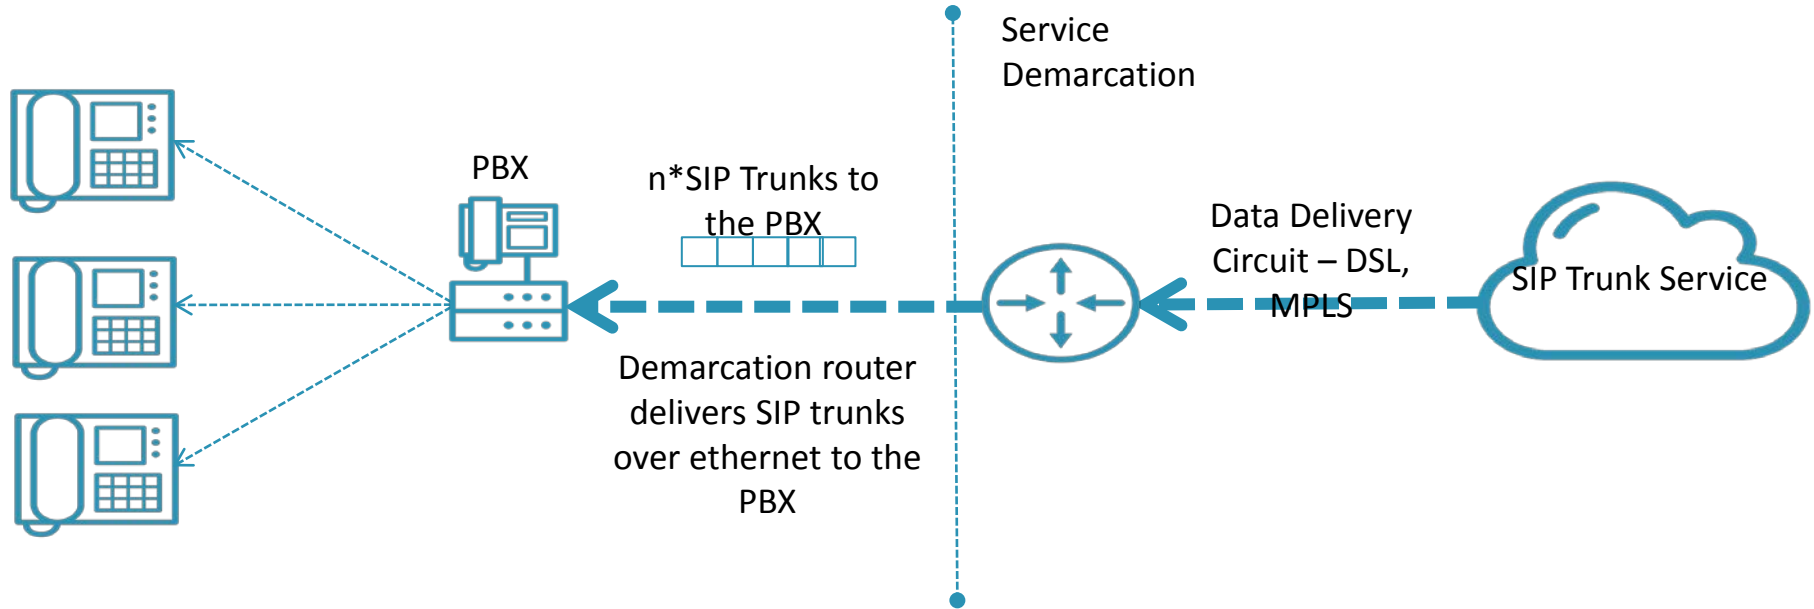 Service
Demarcation
PBX
n*SIP Trunks to
the PBX
Data Delivery
Circuit – DSL,
MPLS
SIP Trunk Service
Demarcation router
delivers SIP trunks
over ethernet to the
PBX